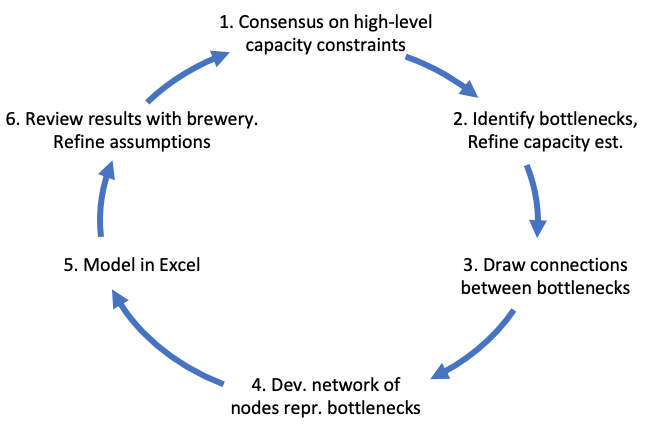 1. Consensus on high-level
capacity constraints
2. Identify bottlenecks,
Refine capacity est.
3. Draw connections
between bottlenecks
4. Dev. network of
nodes repr. bottlenecks
5. Model in Excel
6. Review results with brewery.
Refine assumptions